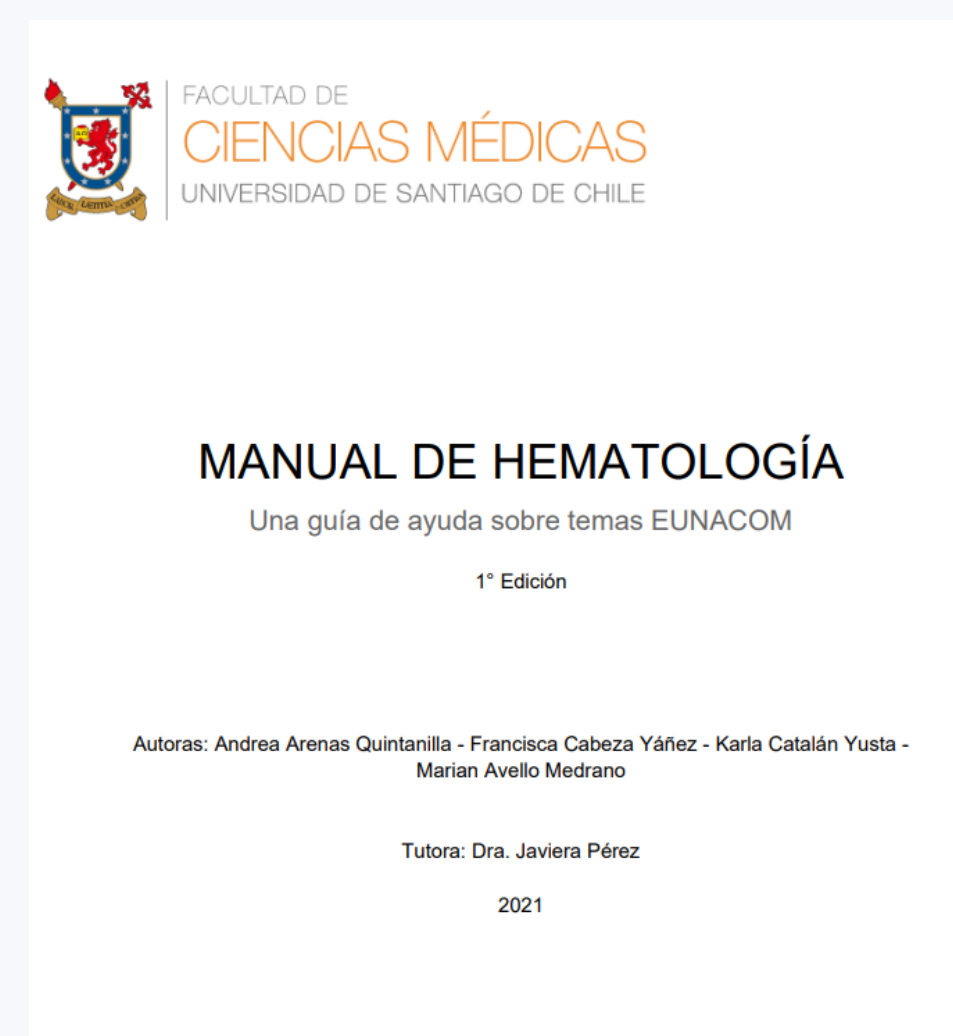 FACULTAD DE
CIENCIAS MÉDICAS
UNIVERSIDAD DE SANTIAGO DE CHILE
LABOR LÆTITIA
MANUAL DE HEMATOLOGÍA
Una guía de ayuda sobre temas EUNACOM
1° Edición
Autoras: Andrea Arenas Quintanilla - Francisca Cabeza Yáñez - Karla Catalán Yusta -
Marian Avello Medrano
Tutora: Dra. Javiera Pérez
2021